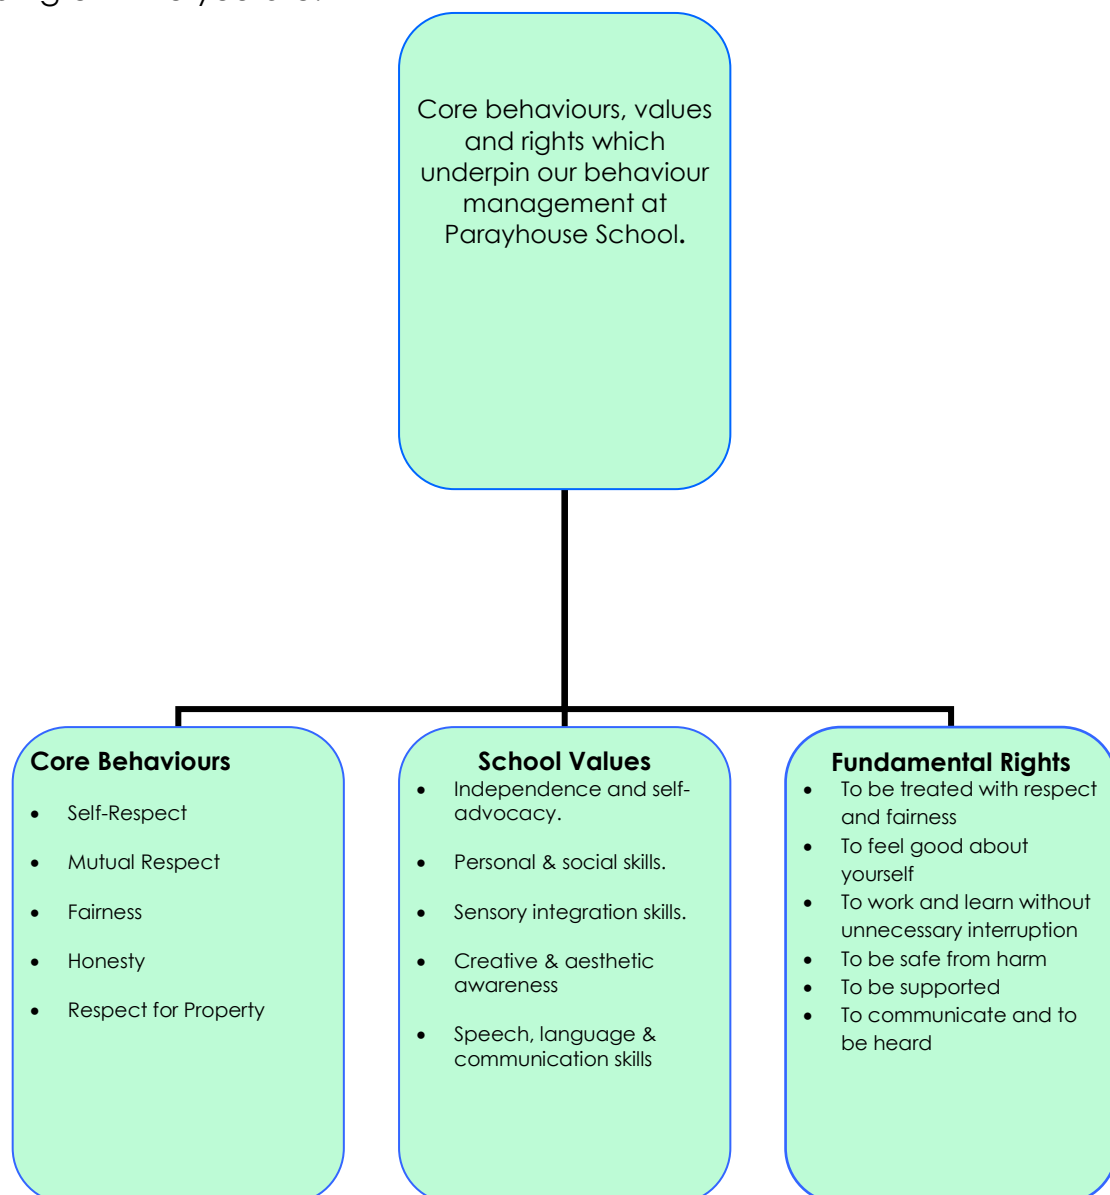 Core behaviours, values
and rights which
underpin our behaviour
management at
Parayhouse School.
Core Behaviours
• Self-Respect
• Mutual Respect
• Fairness
• Honesty
• Respect for Property
School Values
• Independence and self-
advocacy.
• Personal & social skills.
• Sensory integration skills.
• Creative & aesthetic
awareness
• Speech, language &
communication skills
Fundamental Rights
• To be treated with respect
and fairness
• To feel good about
yourself
• To work and learn without
unnecessary interruption
• To be safe from harm
• To be supported
• To communicate and to
be heard